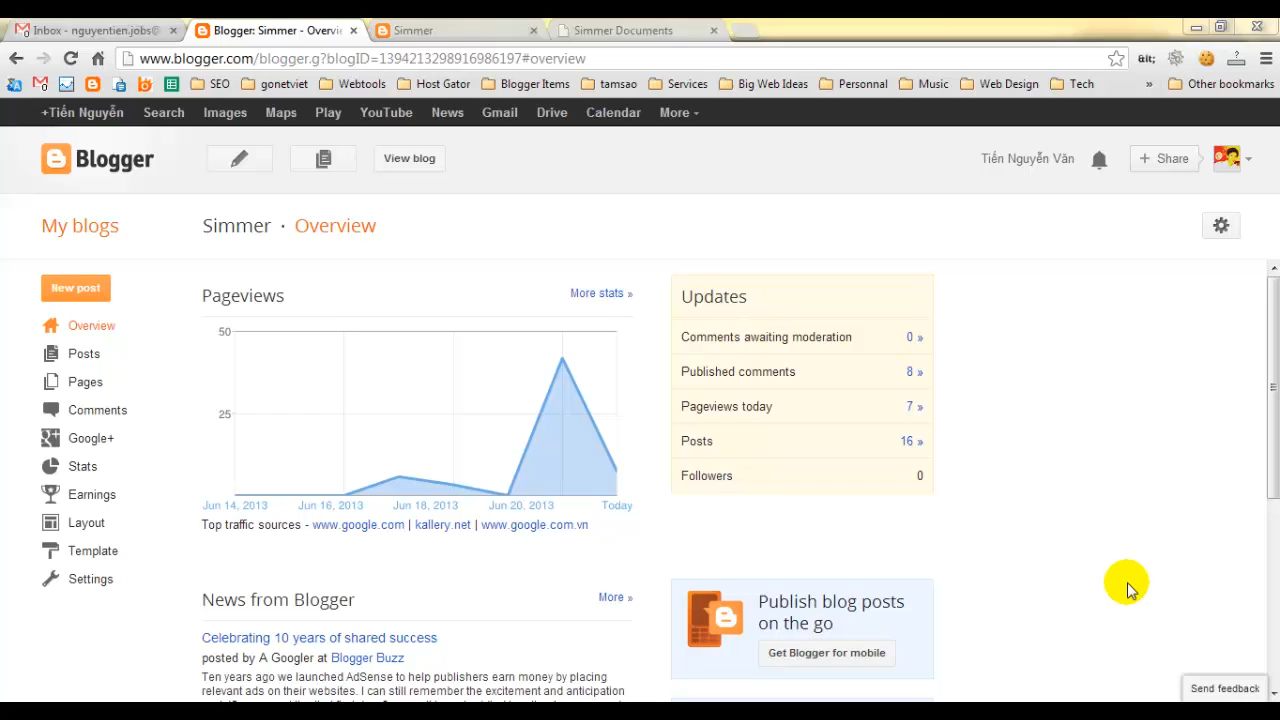 Inbox - nguyentien.jobs@
Blogger: Simmer - Overvi
Simmer
Simmer Documents
www.blogger.com/blogger.g?blogID=1394213298916986197#overview
&lt;
SEO
gonetviet
Webtools
Host Gator
Blogger Items
tamsao
Services
Big Web Ideas
Personnal
Music
Web Design
Tech
»
Other bookmarks
+Tiến Nguyễn
Search
Images
Maps
Play
YouTube
News
Gmail
Drive
Calendar
More
Blogger
View blog
Tiến Nguyễn Văn
+ Share
My blogs
Simmer · Overview
New post
Overview
Posts
Pages
Comments
Google+
Stats
Earnings
Layout
Template
Settings
Pageviews
More stats »
50
25
Jun 14, 2013
Jun 16, 2013
Jun 18, 2013
Jun 20, 2013
Today
Top traffic sources - www.google.com | kallery.net | www.google.com.vn
Updates
Comments awaiting moderation 0 »
Published comments 8 »
Pageviews today 7 »
Posts 16 »
Followers 0
News from Blogger
More »
Celebrating 10 years of shared success
posted by A Googler at Blogger Buzz
Ten years ago we launched AdSense to help publishers earn money by placing
relevant ads on their websites. I can still remember the excitement and anticipation
Publish blog posts
on the go
Get Blogger for mobile
Send feedback